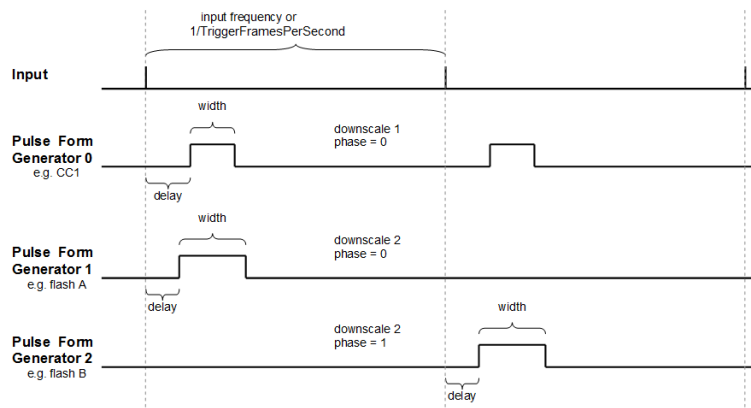 input frequency or
1/TriggerFramesPerSecond
Input
width
Pulse Form
Generator 0
e.g. CC1
downscale 1
phase = 0
delay
width
Pulse Form
Generator 1
e.g. flash A
downscale 2
phase = 0
delay
width
Pulse Form
Generator 2
e.g. flash B
downscale 2
phase = 1
delay